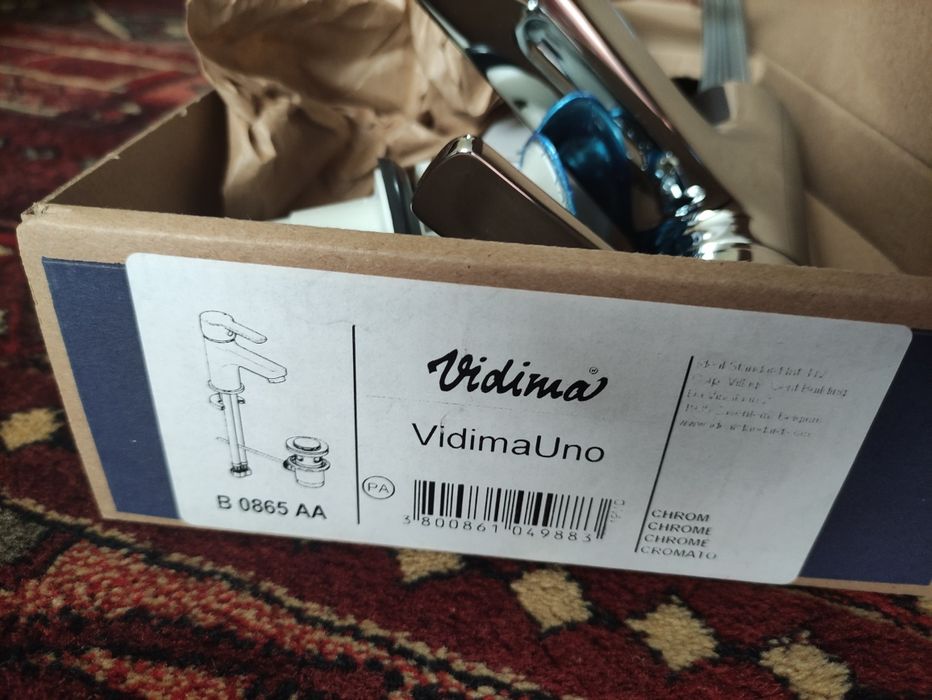 B 0865 AA
Vidima®
VidimaUno
PA
3 800861 049883
CHROM
CHROME
CHROME
CROMATO